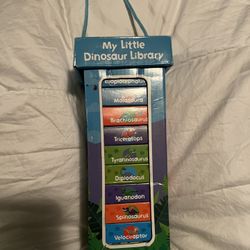 My Little
Dinosaur Library
Maiasaura
Brachiosaurus
Triceratops
Tyrannosaurus
Diplodocus
Iguanodon
Spinosaurus
Velociraptor